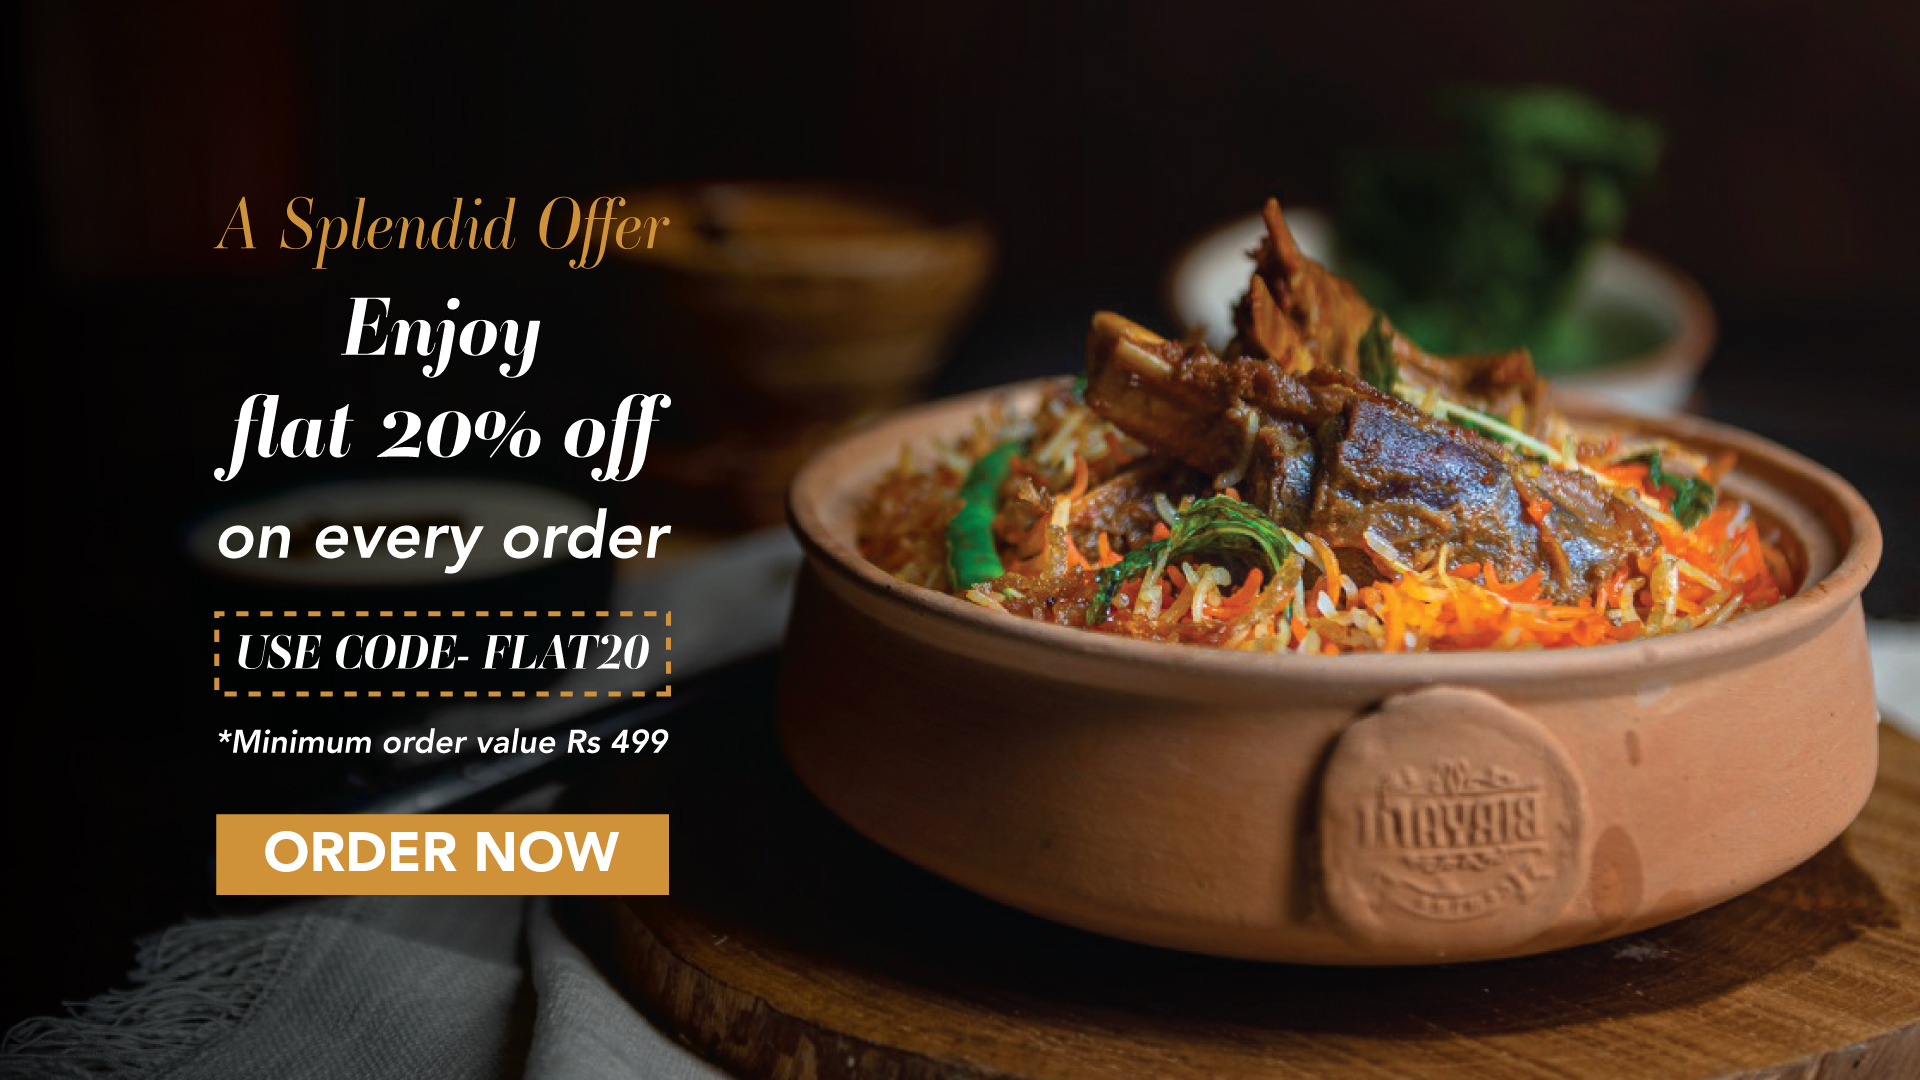 A Splendid Offer
Enjoy
flat 20% off
on every order
USE CODE- FLAT20
*Minimum order value Rs 499
ORDER NOW